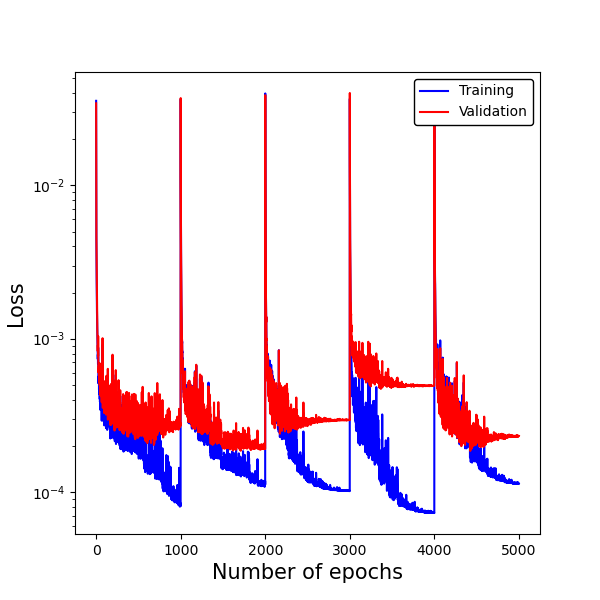 Training
Validation
Loss
10⁻²
10⁻³
10⁻⁴
0 1000 2000 3000 4000 5000
Number of epochs